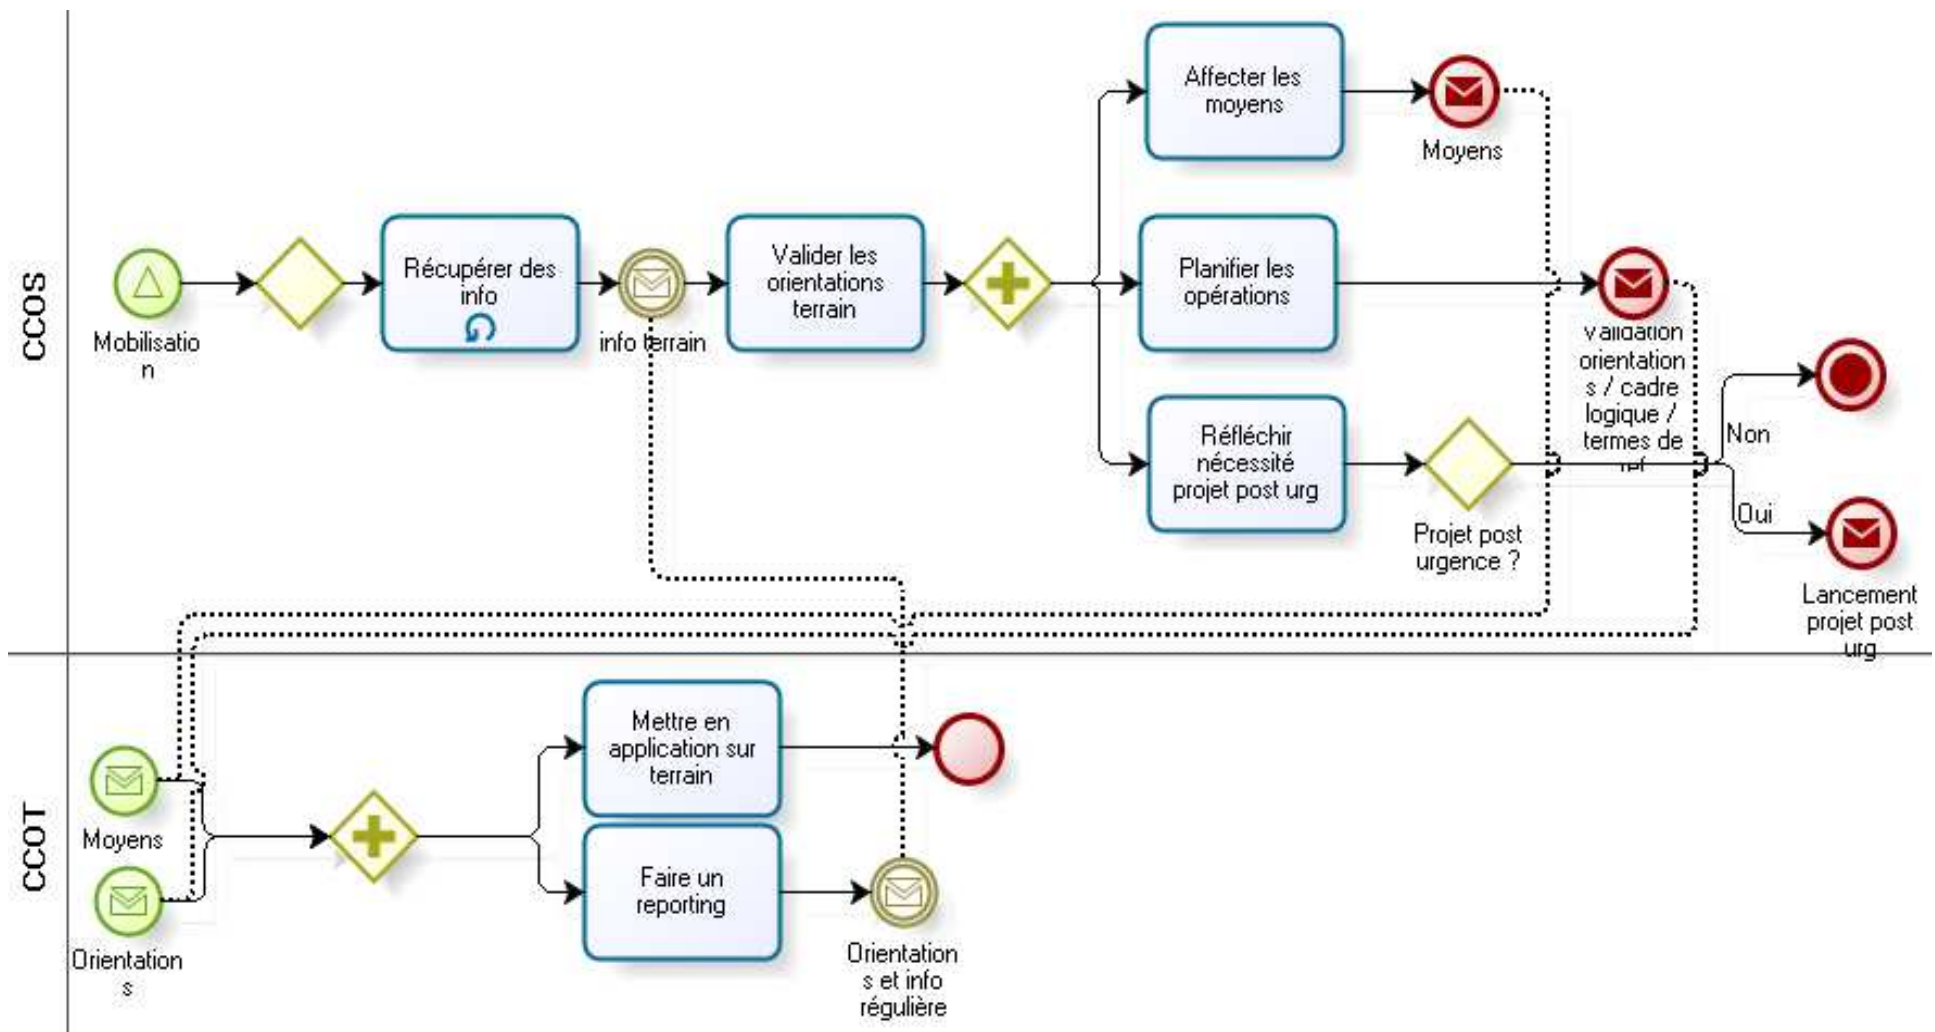 CCOS
Mobilisatio
n
Récupérer des
info
info terrain
Valider les
orientations
terrain
Affecter les
moyens
Moyens
Planifier les
opérations
Validation
orientation
s / cadre
logique /
termes de
ref
Réfléchir
nécessité
projet post urg
Projet post
urgence ?
Non
Oui
Lancement
projet post
urg
CCOT
Moyens
Orientation
s
Mettre en
application sur
terrain
Faire un
reporting
Orientation
s et info
régulière